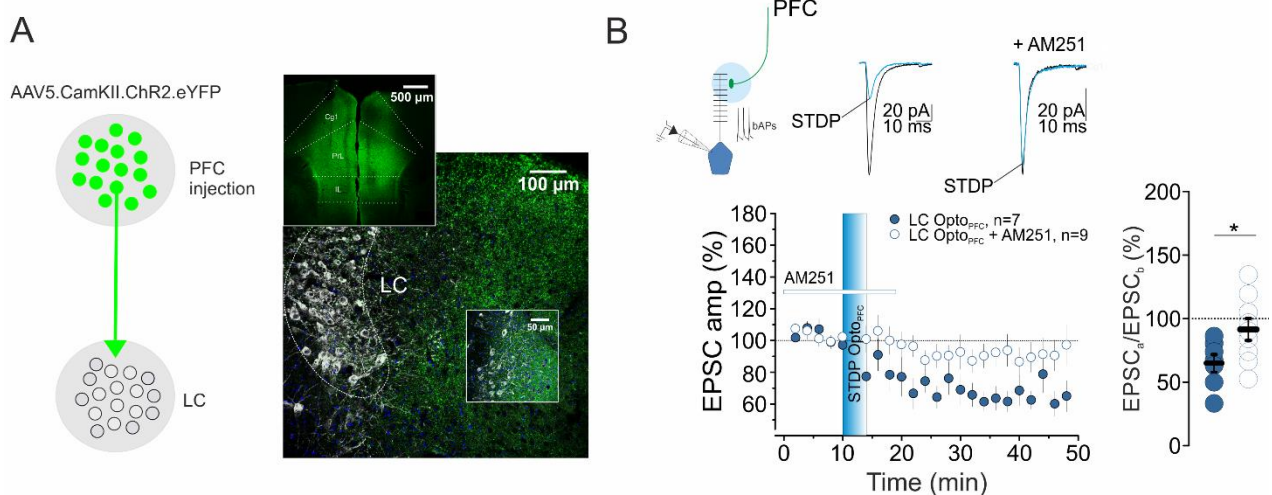 A
AAV5.CamKII.ChR2.eYFP
PFC
injection
LC
500 µm
Cg1
PrL
IL
100 µm
LC
50 µm
B
PFC
bAPs
STDP
20 pA
10 ms
+ AM251
20 pA
10 ms
STDP
LC OptoPFC, n=7
LC OptoPFC + AM251, n=9
AM251
STDP OptoPFC
EPSC amp (%)
180
160
140
120
100
80
60
0
10
20
30
40
50
Time (min)
EPSCa/EPSCb (%)
200
150
100
50
0
*